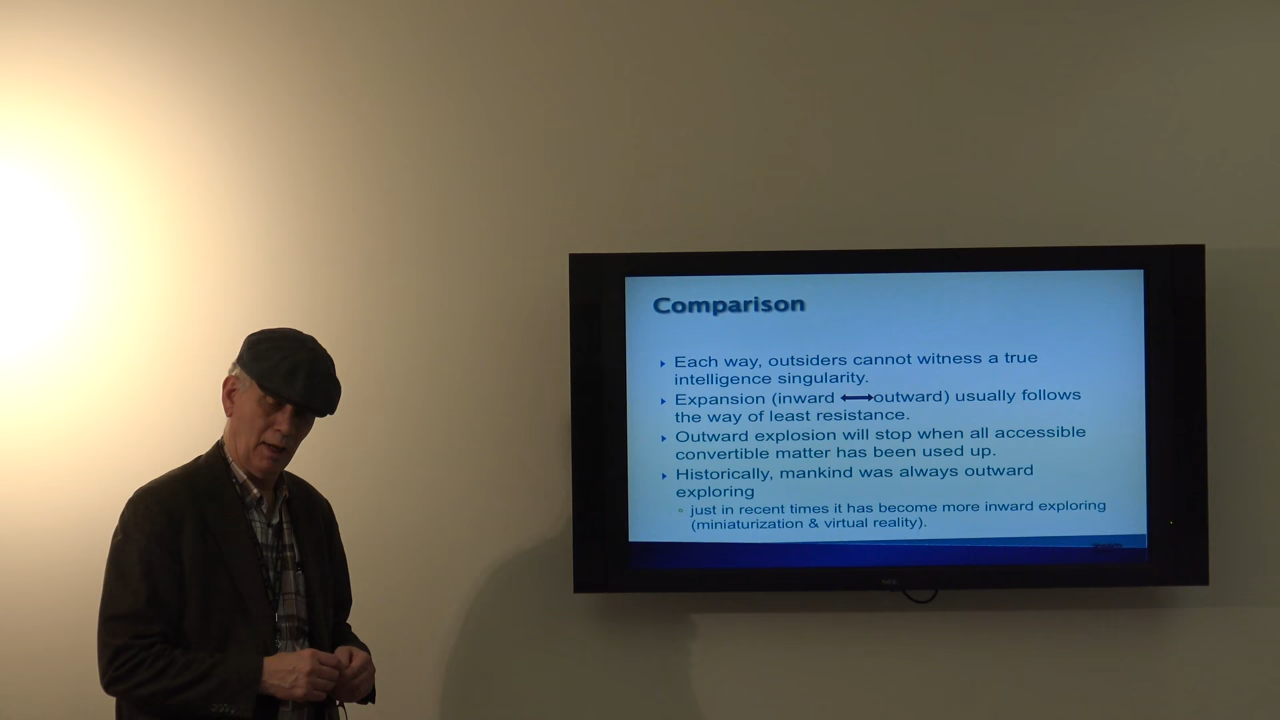 Comparison
Each way, outsiders cannot witness a true
intelligence singularity.
Expansion (inward ⟷outward) usually follows
the way of least resistance.
Outward explosion will stop when all accessible
convertible matter has been used up.
Historically, mankind was always outward
exploring
just in recent times it has become more inward exploring
(miniaturization & virtual reality).
NEC